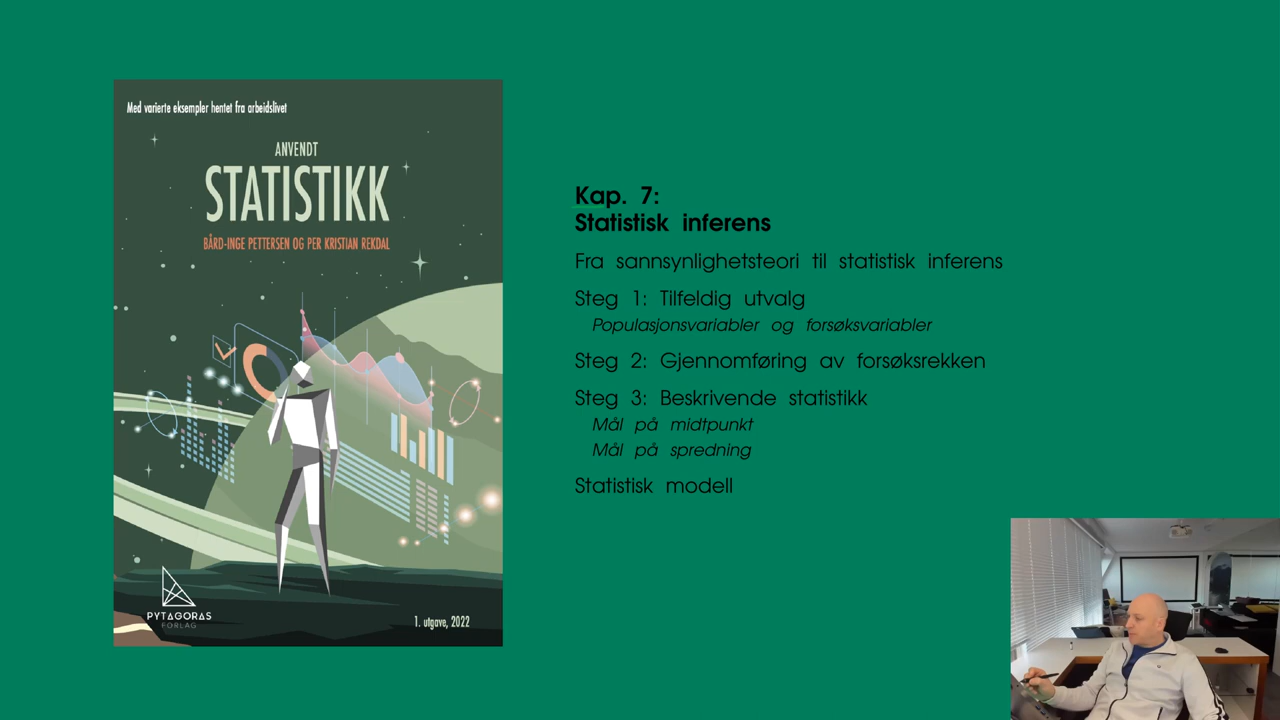 Med varierte eksempler hentet fra arbeidslivet
ANVENDT
STATISTIKK
BÅRD-INGE PETTERSEN OG PER KRISTIAN REKDAL
PYTAGORAS
FORLAG
1. utgave, 2022
Kap. 7:
Statistisk inferens
Fra sannsynlighetsteori til statistisk inferens
Steg 1: Tilfeldig utvalg
Populasjonsvariabler og forsøksvariabler
Steg 2: Gjennomføring av forsøksrekken
Steg 3: Beskrivende statistikk
Mål på midtpunkt
Mål på spredning
Statistisk modell